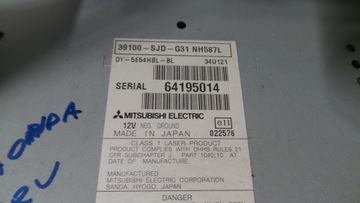 39100-SJD-G31 NH587L
DY-5E54H8L-8L 34U121
SERIAL 64195014
MITSUBISHI ELECTRIC
12V NEG. GROUND
MADE IN JAPAN
e11
022576
CLASS 1 LASER PRODUCT
PRODUCT COMPLIES WITH DHHS RULES 21
CFR SUBCHAPTER J PART 1040,10 AT
DATE OF MANUFACTURE.
MANUFACTURED
MITSUBISHI ELECTRIC CORPORATION
SANDA, HYOGO, JAPAN
DANGER